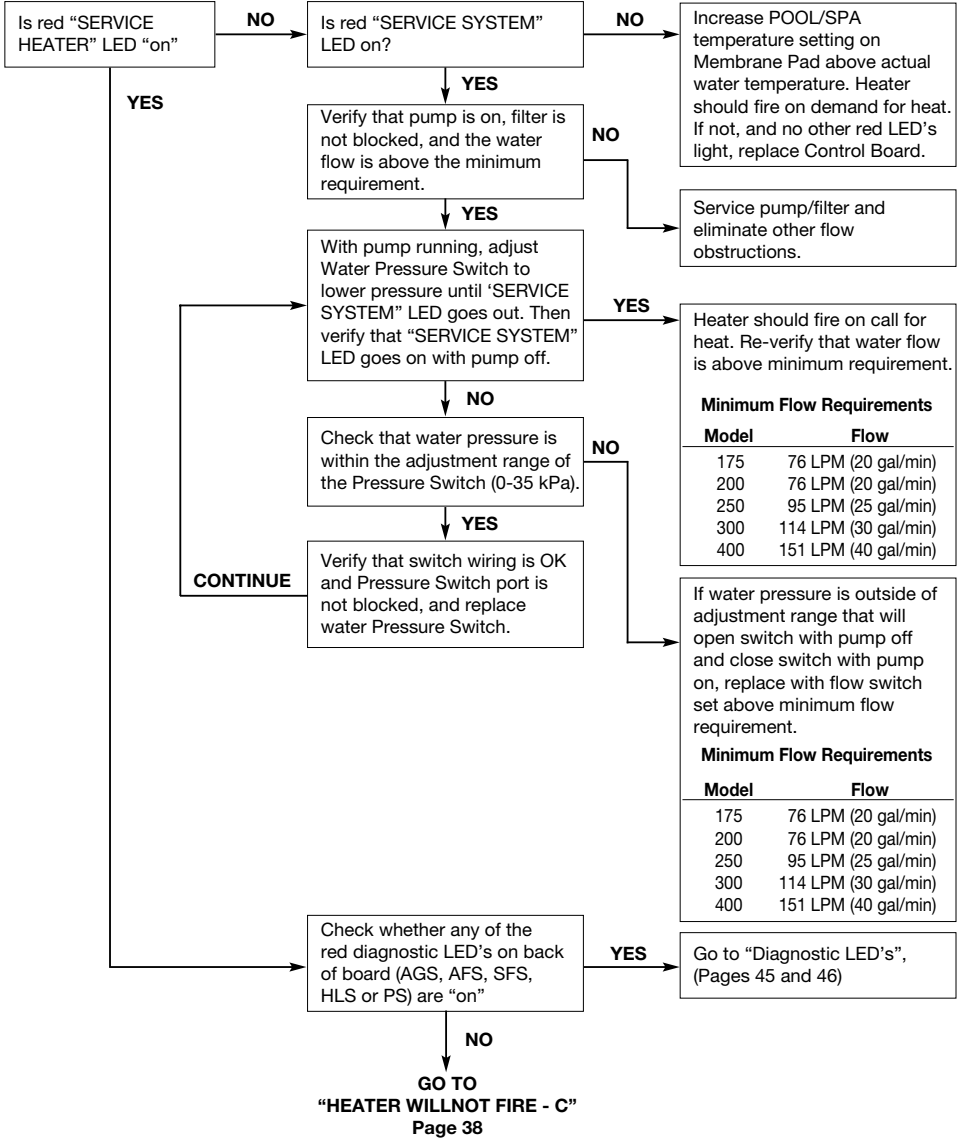 Is red “SERVICE
HEATER” LED “on”
NO
Is red “SERVICE SYSTEM”
LED on?
NO
Increase POOL/SPA
temperature setting on
Membrane Pad above actual
water temperature. Heater
should fire on demand for heat.
If not, and no other red LED’s
light, replace Control Board.
YES
YES
Verify that pump is on, filter is
not blocked, and the water
flow is above the minimum
requirement.
NO
Service pump/filter and
eliminate other flow
obstructions.
YES
With pump running, adjust
Water Pressure Switch to
lower pressure until ‘SERVICE
SYSTEM” LED goes out. Then
verify that “SERVICE SYSTEM”
LED goes on with pump off.
YES
Heater should fire on call for
heat. Re-verify that water flow
is above minimum requirement.
Minimum Flow Requirements
Model Flow
175 76 LPM (20 gal/min)
200 76 LPM (20 gal/min)
250 95 LPM (25 gal/min)
300 114 LPM (30 gal/min)
400 151 LPM (40 gal/min)
NO
Check that water pressure is
within the adjustment range of
the Pressure Switch (0-35 kPa).
NO
YES
Verify that switch wiring is OK
and Pressure Switch port is
not blocked, and replace
water Pressure Switch.
CONTINUE
If water pressure is outside of
adjustment range that will
open switch with pump off
and close switch with pump
on, replace with flow switch
set above minimum flow
requirement.
Minimum Flow Requirements
Model Flow
175 76 LPM (20 gal/min)
200 76 LPM (20 gal/min)
250 95 LPM (25 gal/min)
300 114 LPM (30 gal/min)
400 151 LPM (40 gal/min)
Check whether any of the
red diagnostic LED’s on back
of board (AGS, AFS, SFS,
HLS or PS) are “on”
YES
Go to “Diagnostic LED’s”,
(Pages 45 and 46)
NO
GO TO
“HEATER WILLNOT FIRE - C”
Page 38